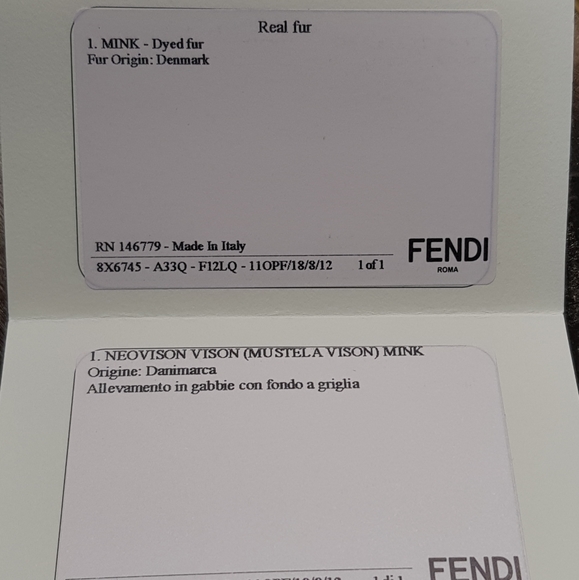 Real fur
1. MINK - Dyed fur
Fur Origin: Denmark
RN 146779 - Made In Italy
8X6745 - A33Q - F12LQ - 11OPF/18/8/12 1 of 1
FENDI
ROMA
1. NEOVISON VISON (MUSTELA VISON) MINK
Origine: Danimarca
Allevamento in gabbie con fondo a griglia
FENDI